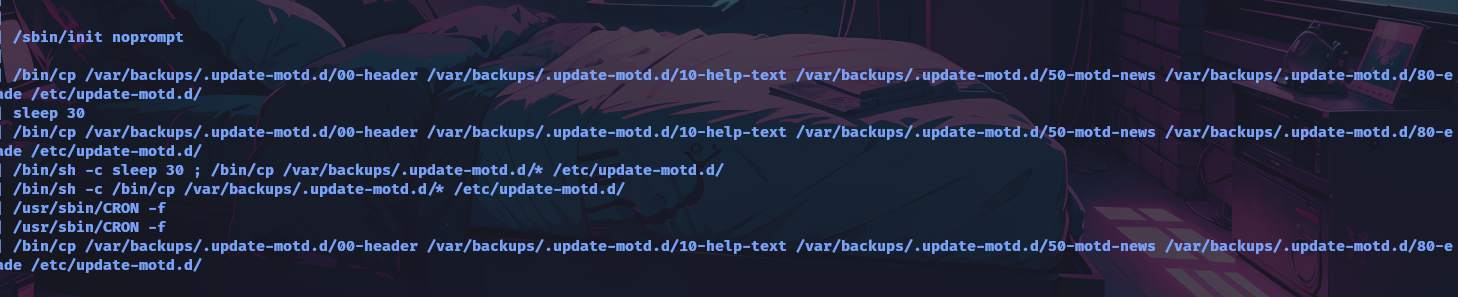 /sbin/init noprompt
/bin/cp /var/backups/.update-motd.d/00-header /var/backups/.update-motd.d/10-help-text /var/backups/.update-motd.d/50-motd-news /var/backups/.update-motd.d/80-e
ade /etc/update-motd.d/
sleep 30
/bin/cp /var/backups/.update-motd.d/00-header /var/backups/.update-motd.d/10-help-text /var/backups/.update-motd.d/50-motd-news /var/backups/.update-motd.d/80-e
ade /etc/update-motd.d/
/bin/sh -c sleep 30 ; /bin/cp /var/backups/.update-motd.d/* /etc/update-motd.d/
/bin/sh -c /bin/cp /var/backups/.update-motd.d/* /etc/update-motd.d/
/usr/sbin/CRON -f
/usr/sbin/CRON -f
/bin/cp /var/backups/.update-motd.d/00-header /var/backups/.update-motd.d/10-help-text /var/backups/.update-motd.d/50-motd-news /var/backups/.update-motd.d/80-e
ade /etc/update-motd.d/